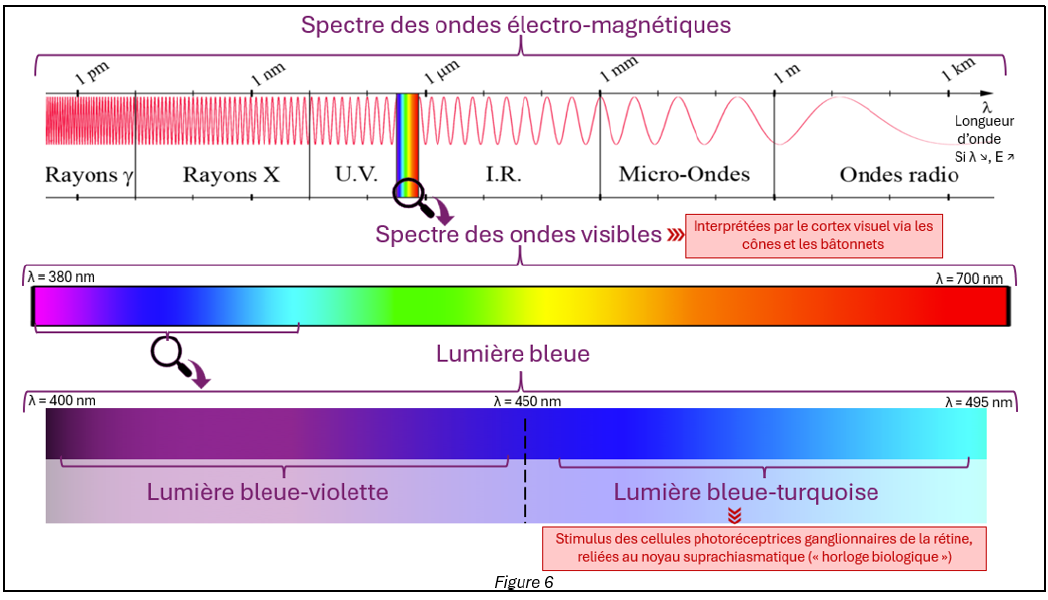 Spectre des ondes électro-magnétiques
1 pm
1 nm
1 μm
1 mm
1 m
1 km
λ
Longueur
d'onde
Si λ ↘, E ↗
Rayons γ
Rayons X
U.V.
I.R.
Micro-Ondes
Ondes radio
Spectre des ondes visibles
Interprétées par le cortex visuel via les
cônes et les bâtonnets
λ = 380 nm
λ = 700 nm
Lumière bleue
λ = 400 nm
λ = 450 nm
λ = 495 nm
Lumière bleue-violette
Lumière bleue-turquoise
Stimulus des cellules photoréceptrices ganglionnaires de la rétine,
reliées au noyau suprachiasmatique (« horloge biologique »)
Figure 6